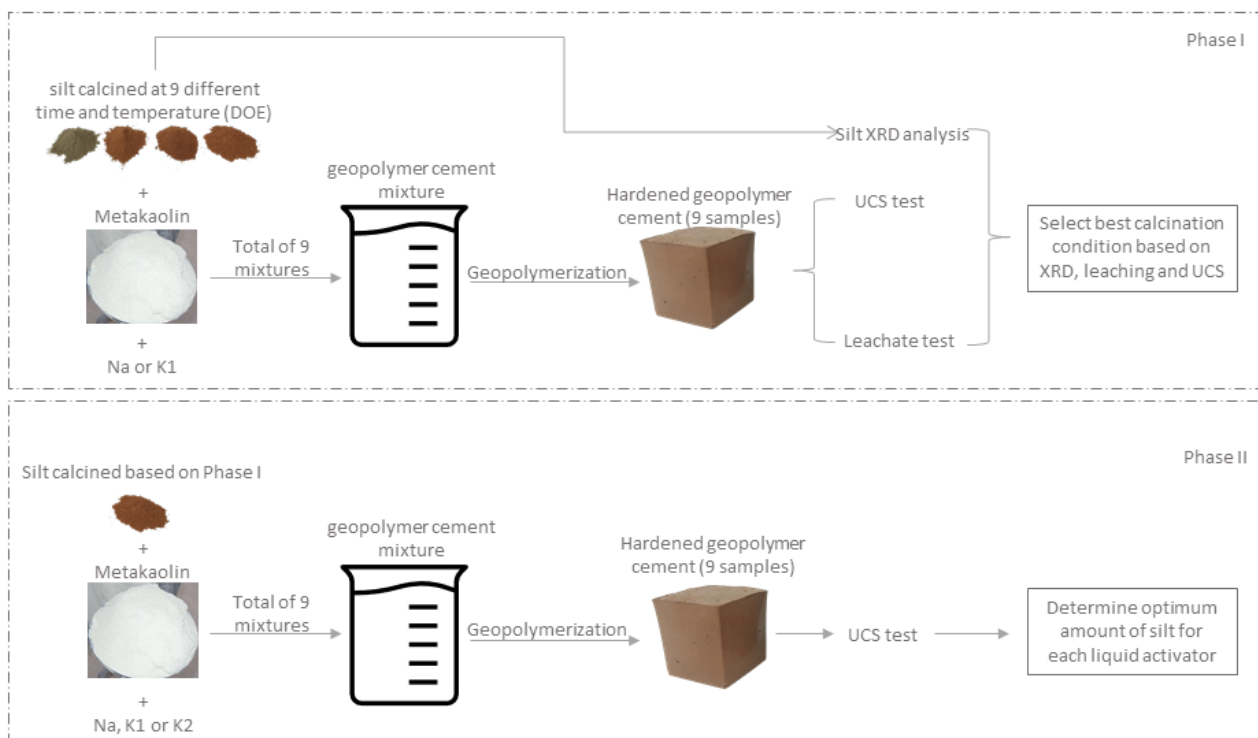 Phase I
silt calcined at 9 different
time and temperature (DOE)
+
Metakaolin
+
Na or K1
Total of 9
mixtures
geopolymer cement
mixture
Geopolymerization
Hardened geopolymer
cement (9 samples)
Silt XRD analysis
UCS test
Leachate test
Select best calcination
condition based on
XRD, leaching and UCS
Phase II
Silt calcined based on Phase I
+
Metakaolin
+
Na, K1 or K2
Total of 9
mixtures
geopolymer cement
mixture
Geopolymerization
Hardened geopolymer
cement (9 samples)
UCS test
Determine optimum
amount of silt for
each liquid activator